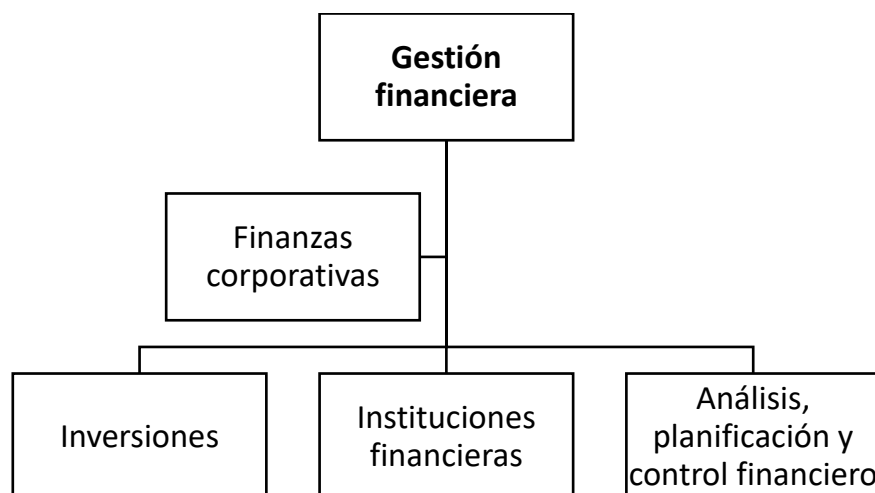 Gestión
financiera
Finanzas
corporativas
Inversiones
Instituciones
financieras
Análisis,
planificación y
control financiero